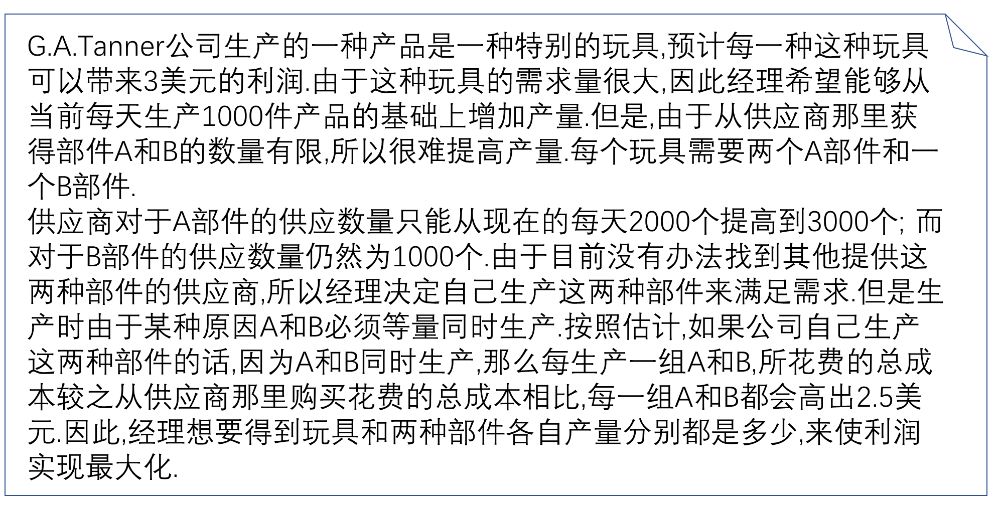 G.A.Tanner公司生产的一种产品是一种特别的玩具,预计每一种这种玩具
可以带来3美元的利润.由于这种玩具的需求量很大,因此经理希望能够从
当前每天生产1000件产品的基础上增加产量.但是,由于从供应商那里获
得部件A和B的数量有限,所以很难提高产量.每个玩具需要两个A部件和一
个B部件.
供应商对于A部件的供应数量只能从现在的每天2000个提高到3000个; 而
对于B部件的供应数量仍然为1000个.由于目前没有办法找到其他提供这
两种部件的供应商,所以经理决定自己生产这两种部件来满足需求.但是生
产时由于某种原因A和B必须等量同时生产.按照估计,如果公司自己生产
这两种部件的话,因为A和B同时生产,那么每生产一组A和B,所花费的总成
本较之从供应商那里购买花费的总成本相比,每一组A和B都会高出2.5美
元.因此,经理想要得到玩具和两种部件各自产量分别都是多少,来使利润
实现最大化.